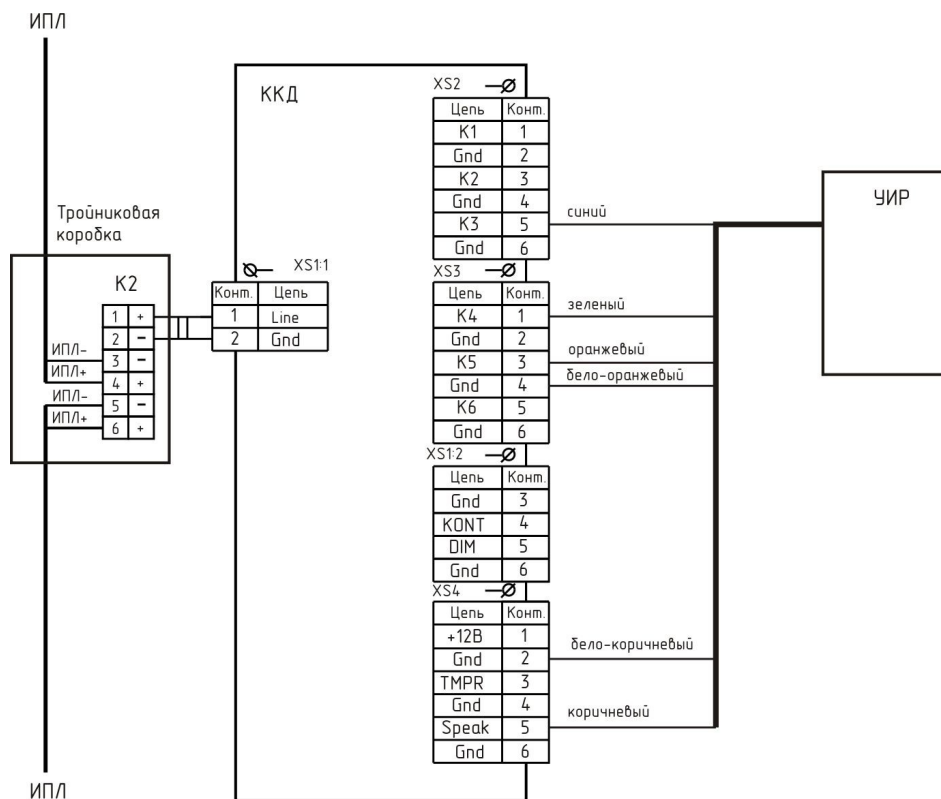 ИПЛ
ККД
XS2
Цепь Конт.
K1 1
Gnd 2
K2 3
Gnd 4
K3 5
Gnd 6
синий
УИР
Тройниковая
коробка
К2
1 +
2 -
3 -
4 +
5 -
6 +
ИПЛ-
ИПЛ+
ИПЛ-
ИПЛ+
XS1:1
Конт. Цепь
1 Line
2 Gnd
XS3
Цепь Конт.
K4 1
Gnd 2
K5 3
Gnd 4
K6 5
Gnd 6
зеленый
оранжевый
бело-оранжевый
XS1:2
Цепь Конт.
Gnd 3
KONT 4
DIM 5
Gnd 6
XS4
Цепь Конт.
+12В 1
Gnd 2
TMPR 3
Gnd 4
Speak 5
Gnd 6
бело-коричневый
коричневый
ИПЛ